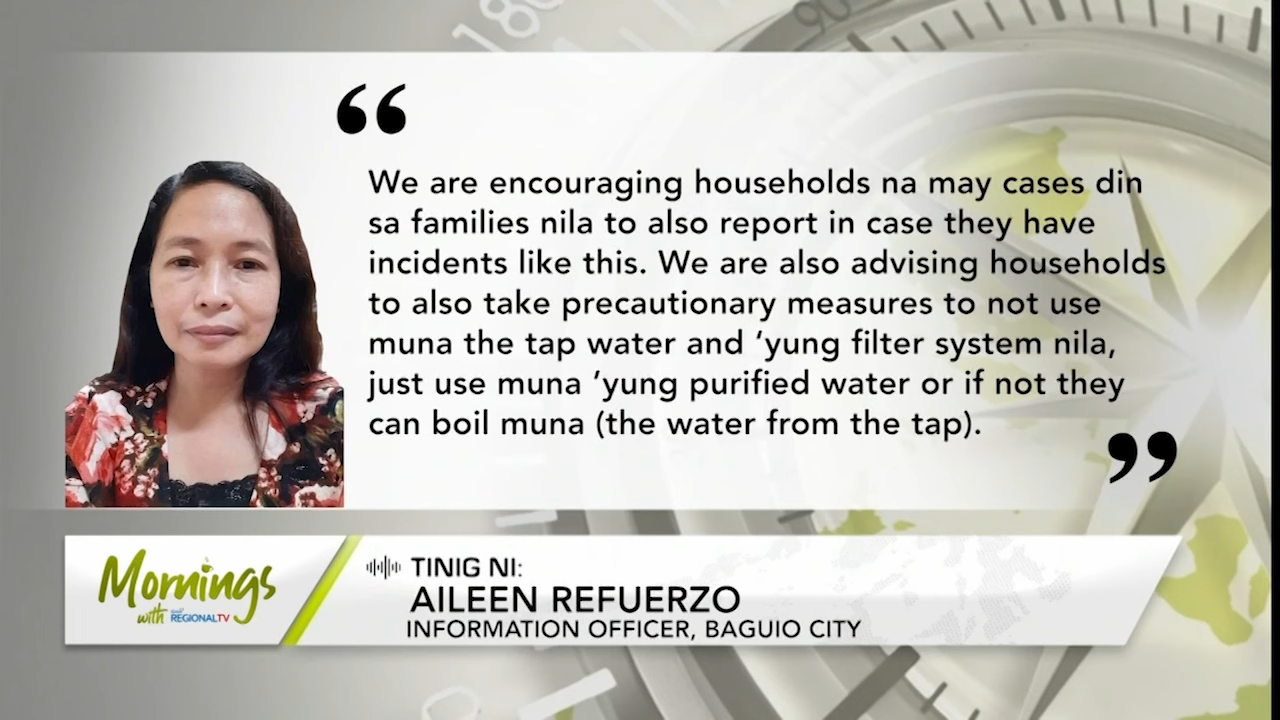 180
90
“
We are encouraging households na may cases din
sa families nila to also report in case they have
incidents like this. We are also advising households
to also take precautionary measures to not use
muna the tap water and ‘yung filter system nila,
just use muna ’yung purified water or if not they
can boil muna (the water from the tap).
”
Mornings
with REGIONALTV
TINIG NI:
AILEEN REFUERZO
INFORMATION OFFICER, BAGUIO CITY